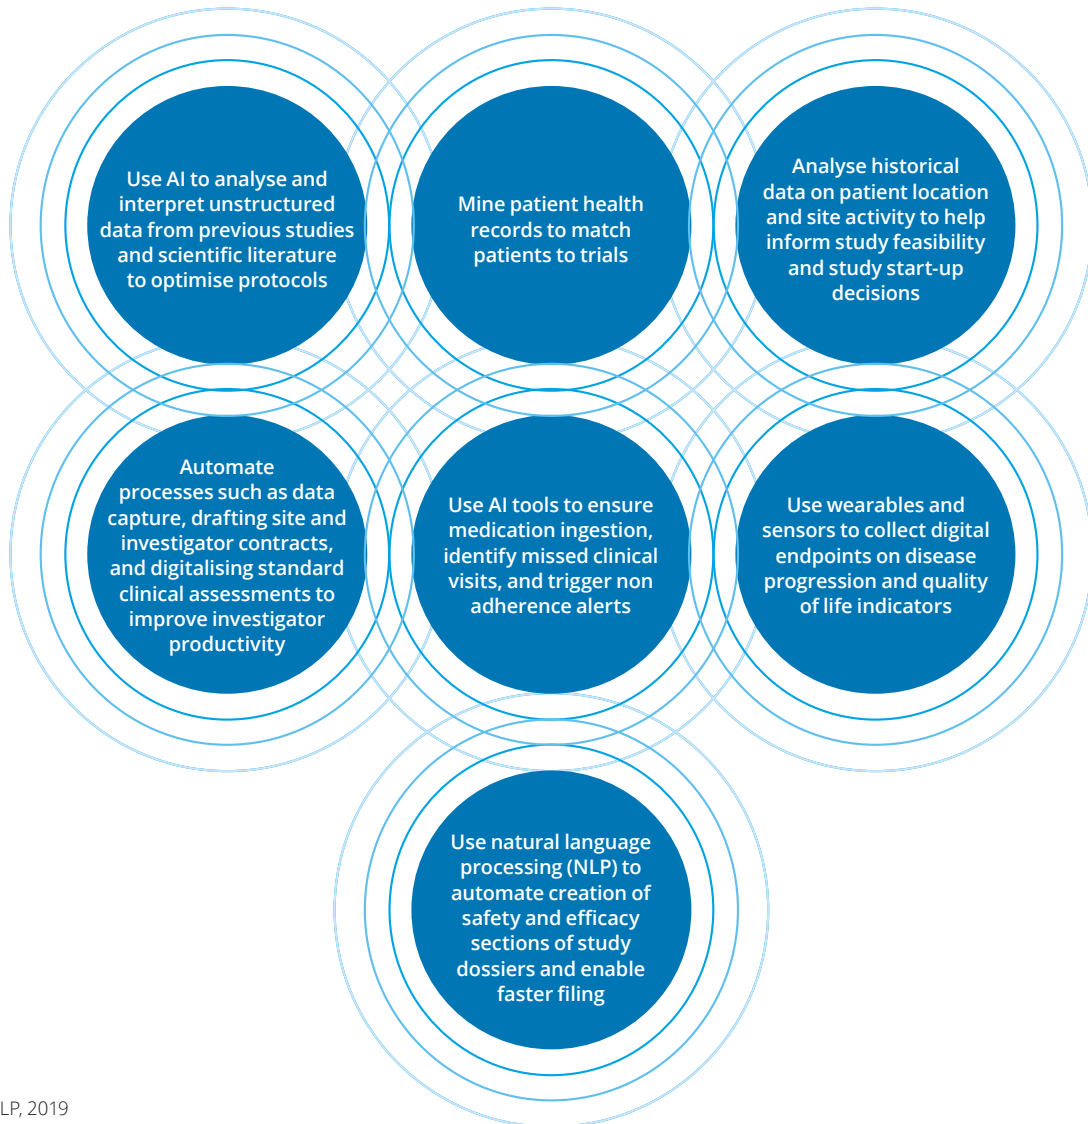 Use AI to analyse and
interpret unstructured
data from previous studies
and scientific literature
to optimise protocols
Mine patient health
records to match
patients to trials
Analyse historical
data on patient location
and site activity to help
inform study feasibility
and study start-up
decisions
Automate
processes such as data
capture, drafting site and
investigator contracts,
and digitalising standard
clinical assessments to
improve investigator
productivity
Use AI tools to ensure
medication ingestion,
identify missed clinical
visits, and trigger non
adherence alerts
Use wearables and
sensors to collect digital
endpoints on disease
progression and quality
of life indicators
Use natural language
processing (NLP) to
automate creation of
safety and efficacy
sections of study
dossiers and enable
faster filing
LP, 2019